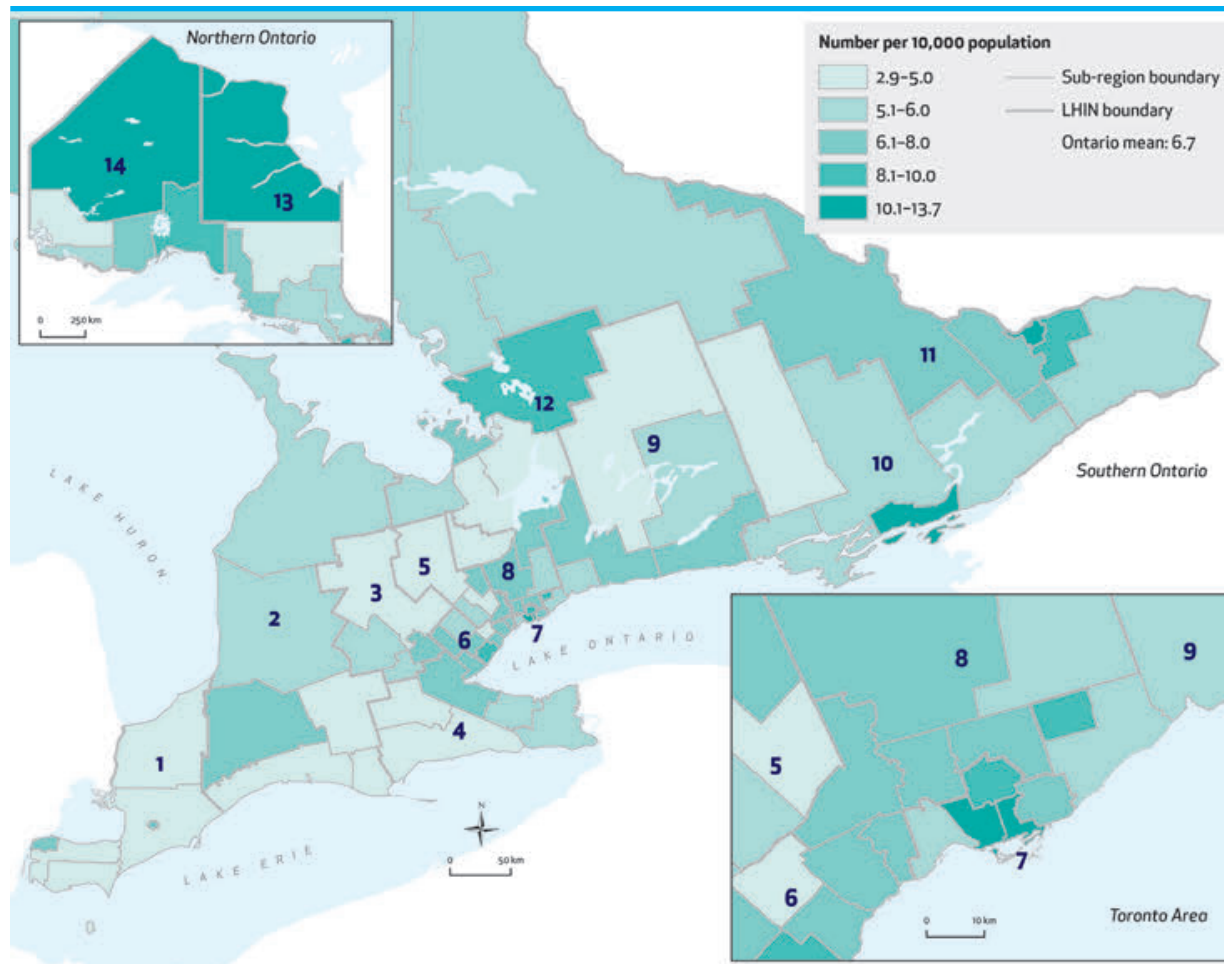 Northern Ontario
14
13
0 250 km
Number per 10,000 population
2.9–5.0
5.1–6.0
6.1–8.0
8.1–10.0
10.1–13.7
Sub-region boundary
LHIN boundary
Ontario mean: 6.7
12
11
9
10
Southern Ontario
LAKE HURON
5
3
8
2
6
7
LAKE ONTARIO
4
1
N
0 50 km
LAKE ERIE
8
9
5
7
6
0 10 km
Toronto Area